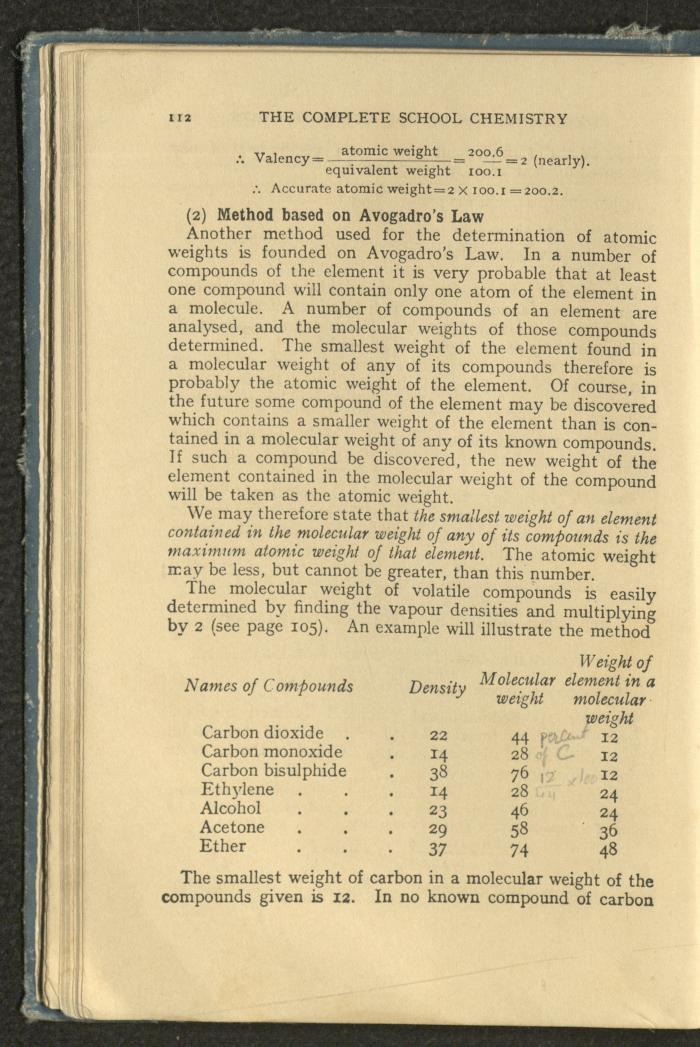 112 THE COMPLETE SCHOOL CHEMISTRY
∴ Valency = atomic weight / equivalent weight = 200.6 / 100.1 = 2 (nearly).
∴ Accurate atomic weight = 2 × 100.1 = 200.2.
(2) Method based on Avogadro's Law
Another method used for the determination of atomic
weights is founded on Avogadro's Law. In a number of
compounds of the element it is very probable that at least
one compound will contain only one atom of the element in
a molecule. A number of compounds of an element are
analysed, and the molecular weights of those compounds
determined. The smallest weight of the element found in
a molecular weight of any of its compounds therefore is
probably the atomic weight of the element. Of course, in
the future some compound of the element may be discovered
which contains a smaller weight of the element than is con-
tained in a molecular weight of any of its known compounds.
If such a compound be discovered, the new weight of the
element contained in the molecular weight of the compound
will be taken as the atomic weight.
We may therefore state that the smallest weight of an element
contained in the molecular weight of any of its compounds is the
maximum atomic weight of that element. The atomic weight
may be less, but cannot be greater, than this number.
The molecular weight of volatile compounds is easily
determined by finding the vapour densities and multiplying
by 2 (see page 105). An example will illustrate the method
Names of Compounds Density Molecular weight Weight of element in a molecular weight
Carbon dioxide . . 22 44 percent 12
Carbon monoxide . 14 28 of C 12
Carbon bisulphide . 38 76 12 12
Ethylene . . . 14 28 44 24
Alcohol . . . 23 46 24
Acetone . . . 29 58 36
Ether . . . 37 74 48
The smallest weight of carbon in a molecular weight of the
compounds given is 12. In no known compound of carbon